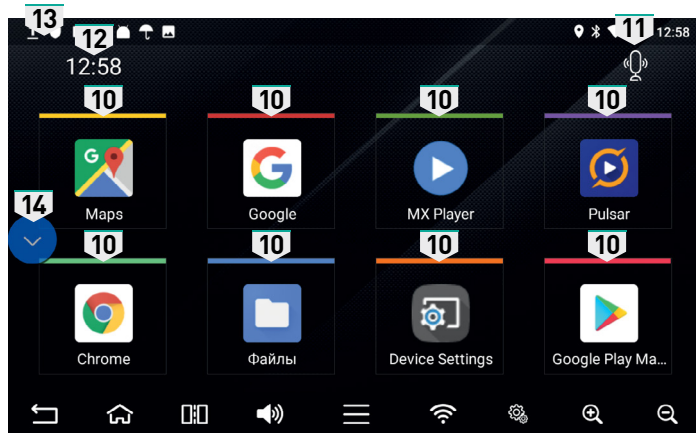 13
12
11
12:58
12:58
10
10
10
10
G
G
Maps
Google
MX Player
Pulsar
14
10
10
10
10
Chrome
Файлы
Device Settings
Google Play Ma...